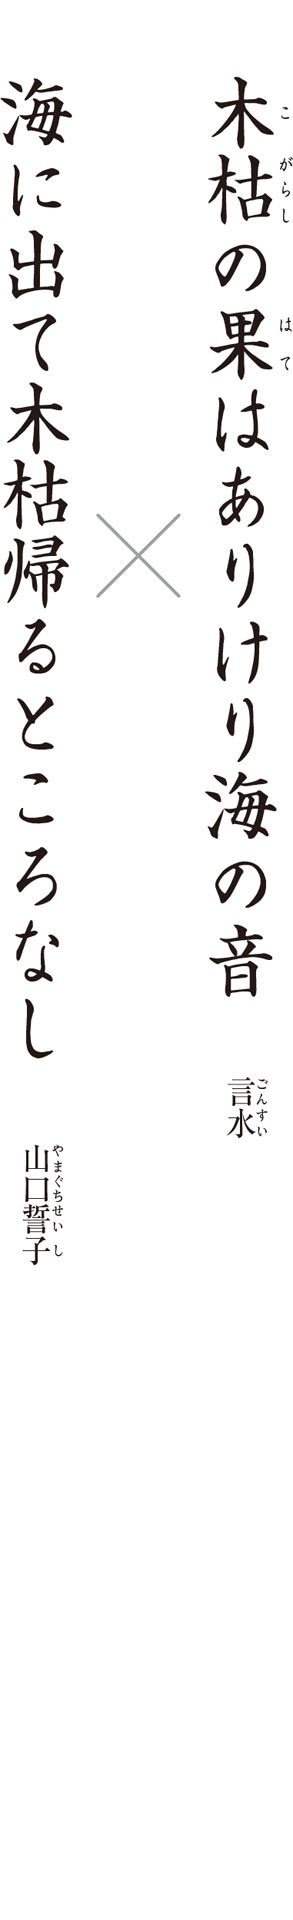 木枯の果はありけり海の音
こがらし
はて
言水
ごんすい
×
海に出て木枯帰るところなし
山口誓子
やまぐちせいし